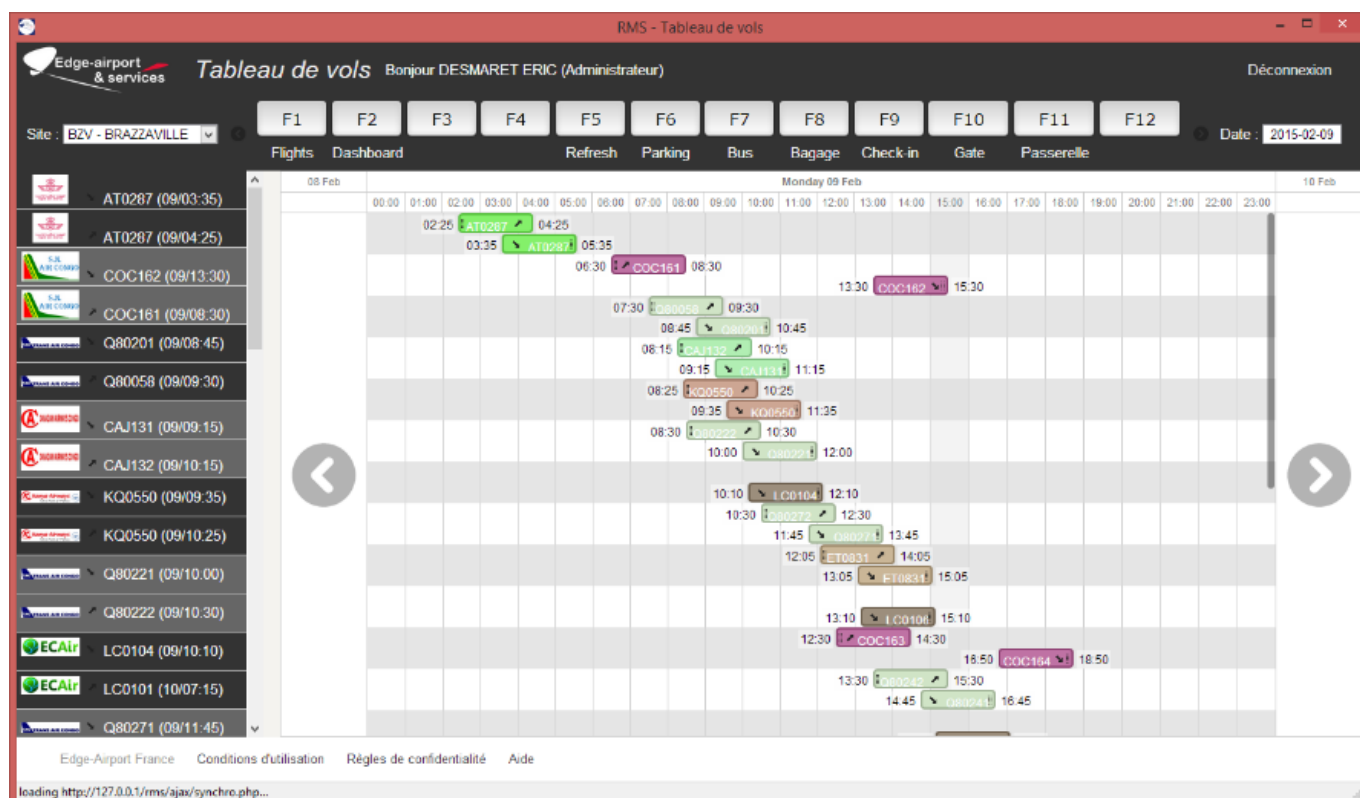 RMS - Tableau de vols
Edge-airport & services
Tableau de vols Bonjour DESMARET ERIC (Administrateur) Déconnexion
Site : BZV - BRAZZAVILLE F1 F2 F3 F4 F5 F6 F7 F8 F9 F10 F11 F12 Date : 2015-02-09
Flights Dashboard Refresh Parking Bus Bagage Check-in Gate Passerelle
08 Feb Monday 09 Feb 10 Feb
00:00 01:00 02:00 03:00 04:00 05:00 06:00 07:00 08:00 09:00 10:00 11:00 12:00 13:00 14:00 15:00 16:00 17:00 18:00 19:00 20:00 21:00 22:00 23:00
AT0287 (09/03:35)
AT0287 (09/04:25)
COC162 (09/13:30)
COC161 (09/08:30)
Q80201 (09/08:45)
Q80058 (09/09:30)
CAJ131 (09/09:15)
CAJ132 (09/10:15)
KQ0550 (09/09:35)
KQ0550 (09/10:25)
Q80221 (09/10:00)
Q80222 (09/10:30)
ECAir LC0104 (09/10:10)
ECAir LC0101 (10/07:15)
Q80271 (09/11:45)
02:25 AT0287 04:25
03:35 AT0287 05:35
06:30 COC161 08:30
13:30 COC162 15:30
07:30 Q80058 09:30
08:45 Q80201 10:45
08:15 CAJ132 10:15
09:15 CAJ131 11:15
08:25 KQ0550 10:25
09:35 KQ0550 11:35
08:30 Q80222 10:30
10:00 Q80221 12:00
10:10 LC0104 12:10
10:30 Q80272 12:30
11:45 Q80271 13:45
12:05 ET0831 14:05
13:05 ET0831 15:05
13:10 LC0106 15:10
12:30 COC163 14:30
16:50 COC164 18:50
13:30 Q80242 15:30
14:45 Q80241 16:45
Edge-Airport France Conditions d'utilisation Règles de confidentialité Aide
loading http://127.0.0.1/rms/ajax/synchro.php...